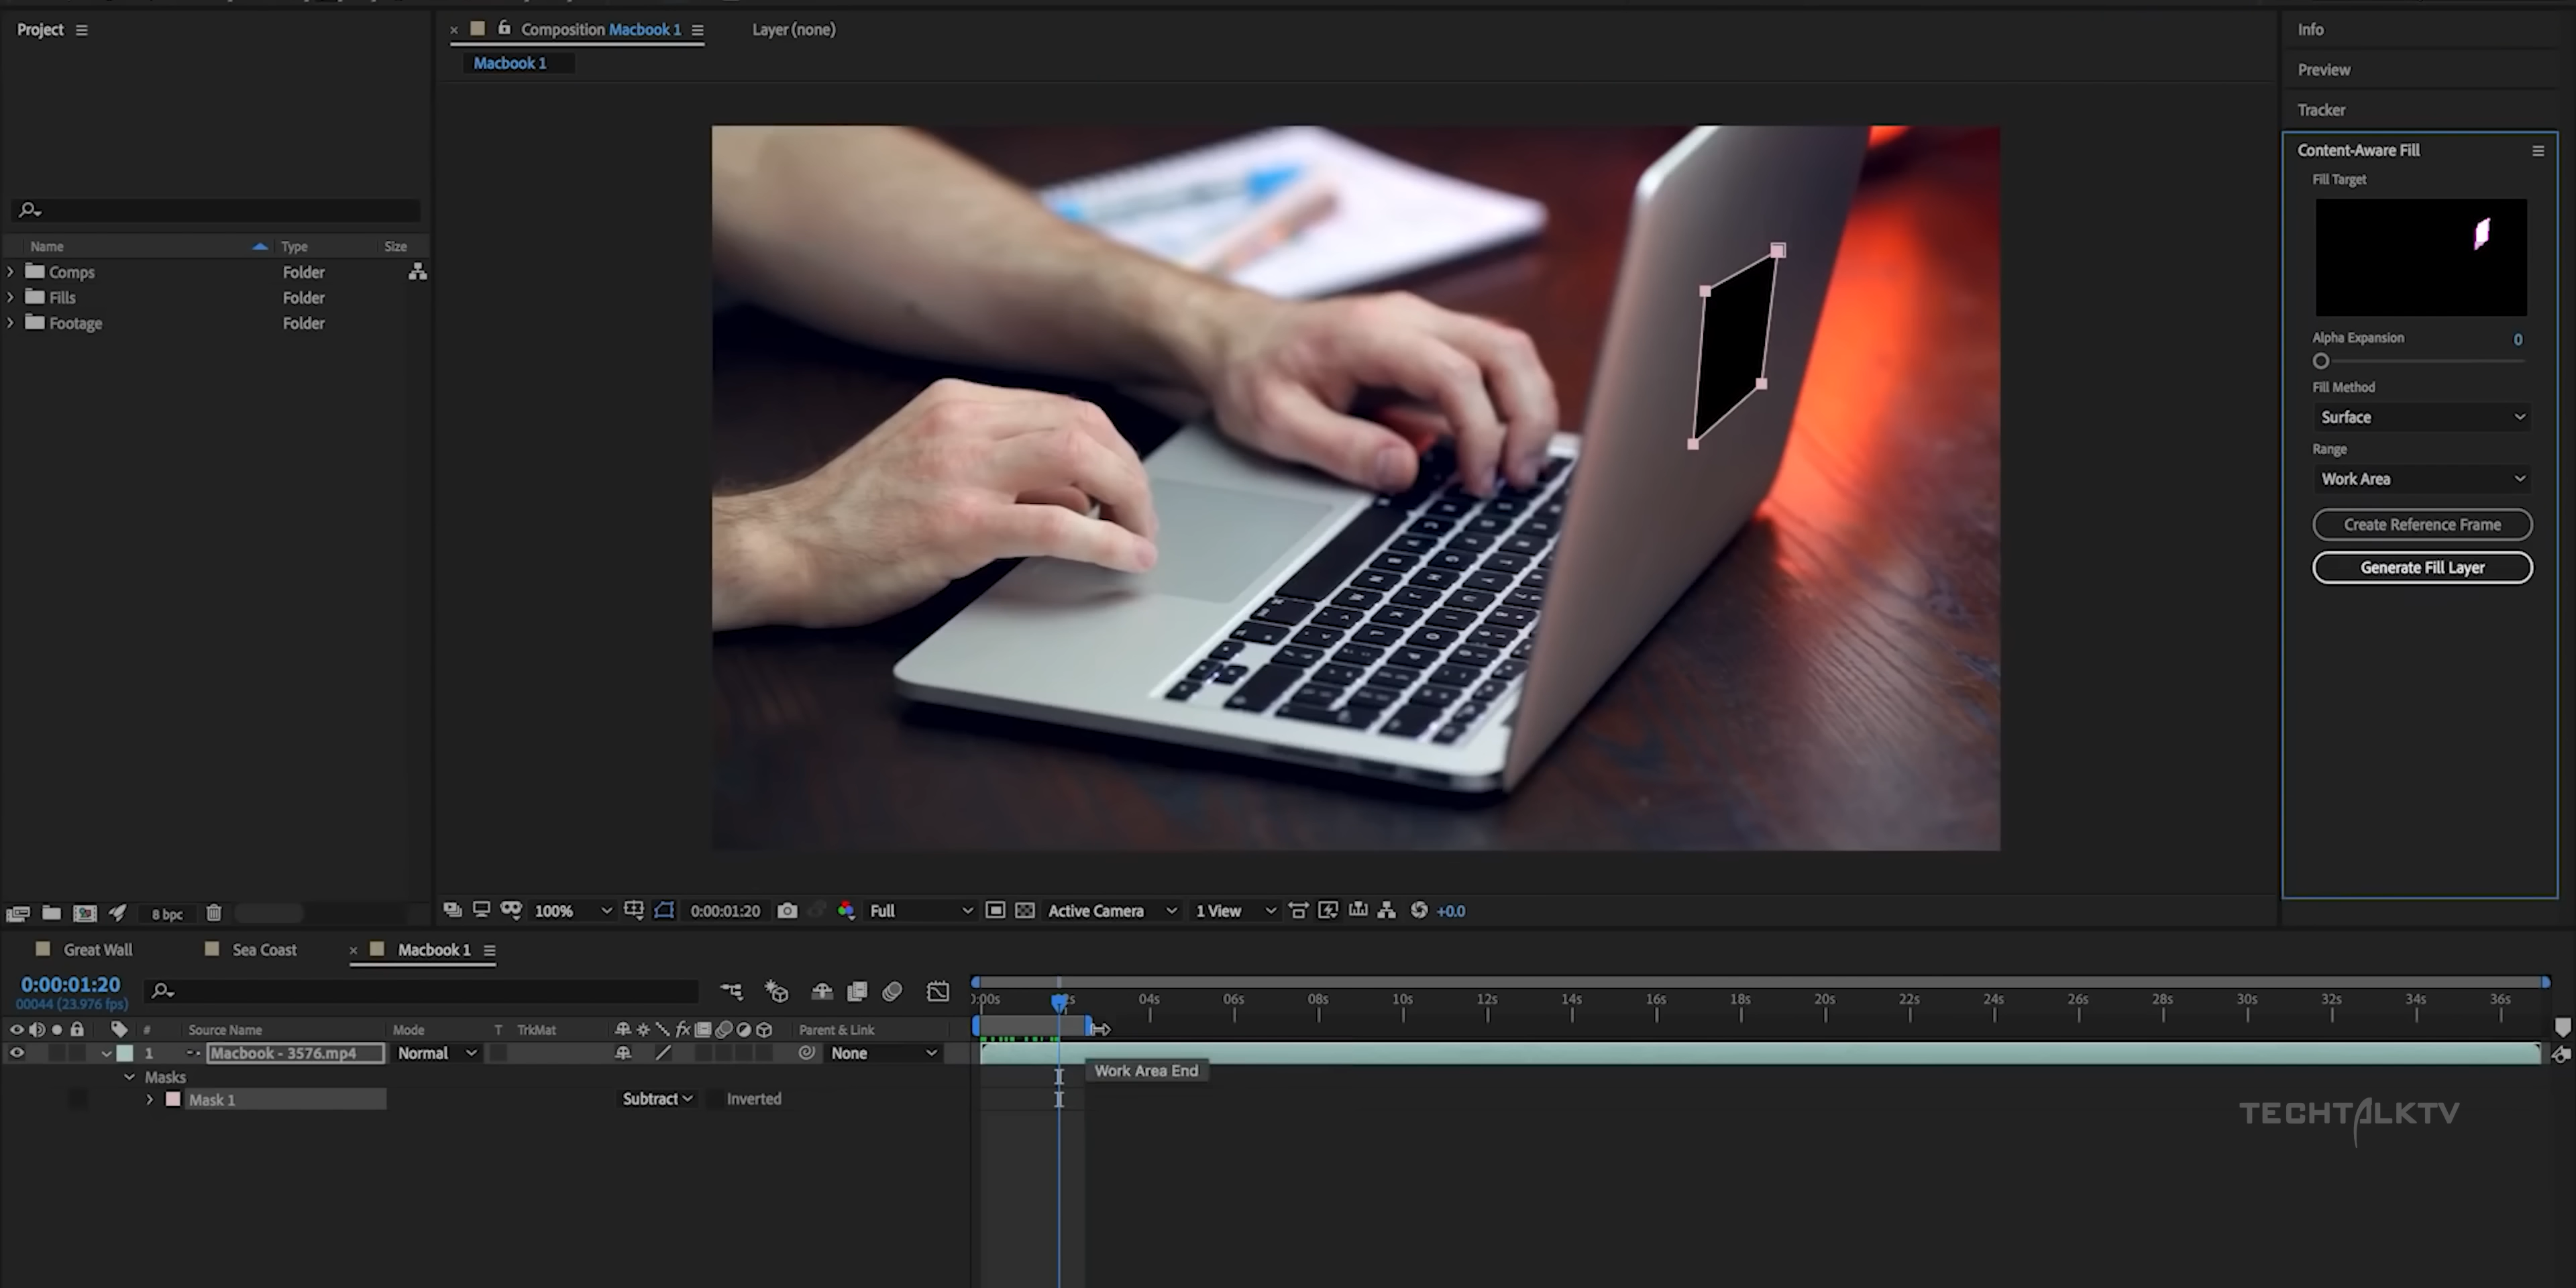 Project
Composition Macbook 1
Layer (none)
Macbook 1
Info
Preview
Tracker
Content-Aware Fill
Fill Target
Alpha Expansion 0
Fill Method
Surface
Range
Work Area
Create Reference Frame
Generate Fill Layer
Name Type Size
Comps Folder
Fills Folder
Footage Folder
8 bpc
100% 0:00:01:20 Full Active Camera 1 View +0.0
Great Wall Sea Coast Macbook 1
0:00:01:20
00044 (23.976 fps)
04s 06s 08s 10s 12s 14s 16s 18s 20s 22s 24s 26s 28s 30s 32s 34s 36s
# Source Name Mode T TrkMat fx Parent & Link
1 Macbook - 3576.mp4 Normal None
Work Area End
Masks
Mask 1 Subtract Inverted
TECHTALKTV